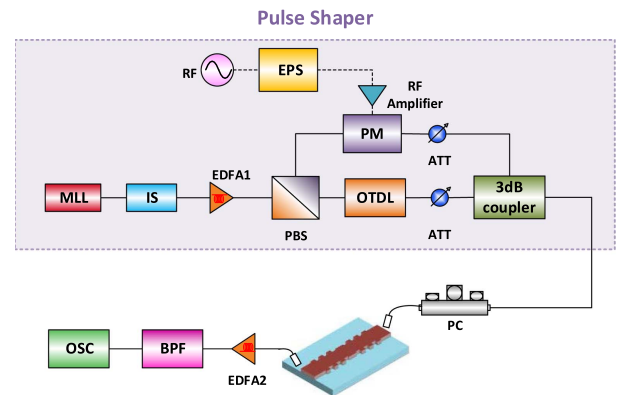 Pulse Shaper
RF
EPS
RF
Amplifier
PM
ATT
EDFA1
MLL
IS
PBS
OTDL
ATT
3dB
coupler
PC
OSC
BPF
EDFA2